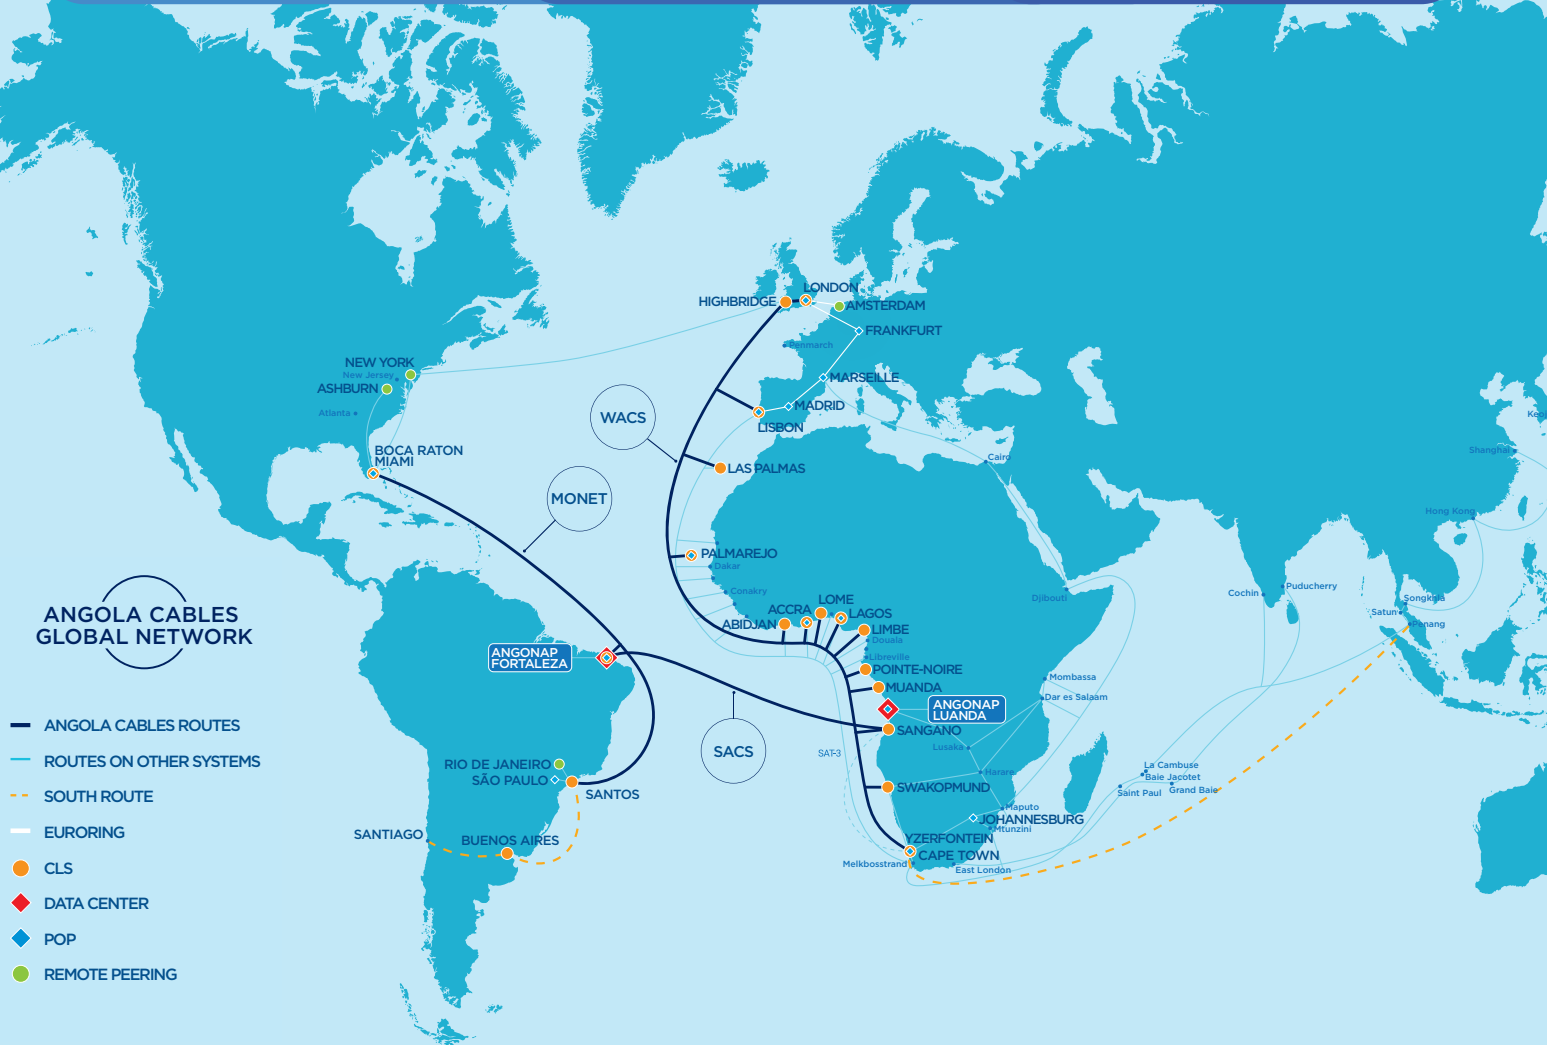 LONDON
HIGHBRIDGE
AMSTERDAM
FRANKFURT
Penmarch
NEW YORK
New Jersey
ASHBURN
MARSEILLE
Atlanta
WACS
MADRID
LISBON
BOCA RATON
MIAMI
LAS PALMAS
Cairo
Shanghai
MONET
Hong Kong
PALMAREJO
Dakar
Conakry
Djibouti
Cochin
Puducherry
Songkhla
Satun
Penang
ANGOLA CABLES
GLOBAL NETWORK
LOME
ACCRA
LAGOS
ABIDJAN
LIMBE
Douala
Libreville
ANGONAP
FORTALEZA
POINTE-NOIRE
MUANDA
Mombassa
Dar es Salaam
ANGONAP
LUANDA
SANGANO
Lusaka
SACS
SAT-3
ANGOLA CABLES ROUTES
ROUTES ON OTHER SYSTEMS
SOUTH ROUTE
EURORING
CLS
DATA CENTER
POP
REMOTE PEERING
RIO DE JANEIRO
SÃO PAULO
SANTOS
Harare
La Cambuse
Baie Jacotet
Saint Paul
Grand Baie
SWAKOPMUND
Maputo
JOHANNESBURG
Mtunzini
SANTIAGO
BUENOS AIRES
YZERFONTEIN
CAPE TOWN
Melkbosstrand
East London